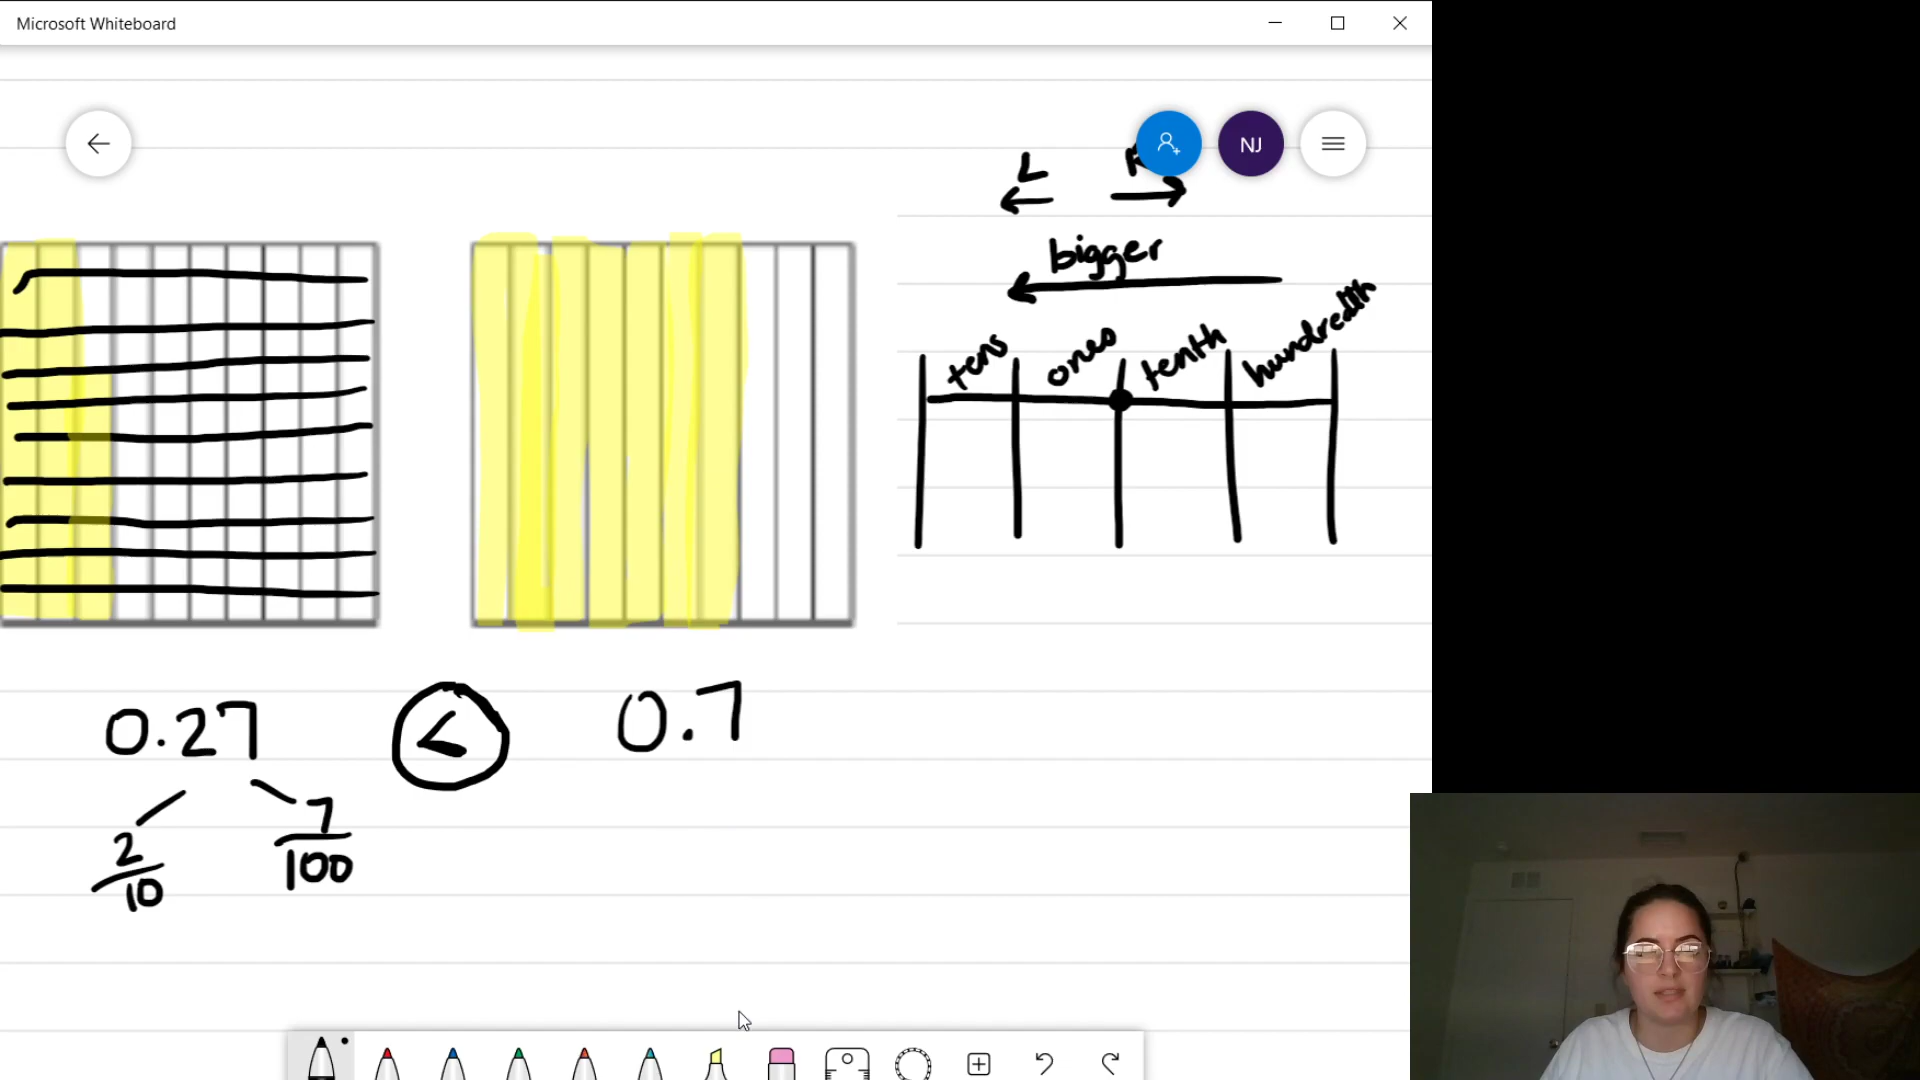 Microsoft Whiteboard
NJ
L
bigger
tens ones tenth hundredth
0.27 < 0.7
2/10 7/100